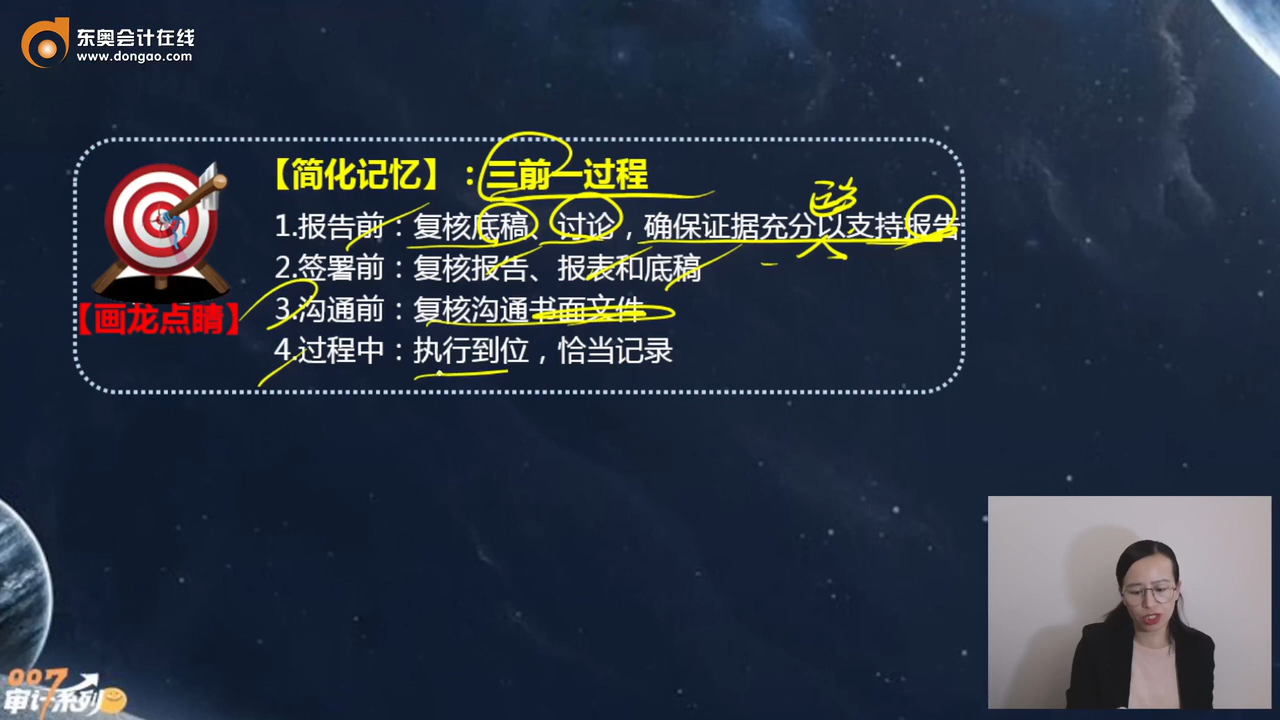 东奥会计在线
www.dongao.com
【简化记忆】：三前一过程
1.报告前：复核底稿、讨论，确保证据充分以支持报告
2.签署前：复核报告、报表和底稿
3.沟通前：复核沟通书面文件
4.过程中：执行到位，恰当记录
【画龙点睛】
007
审计系列